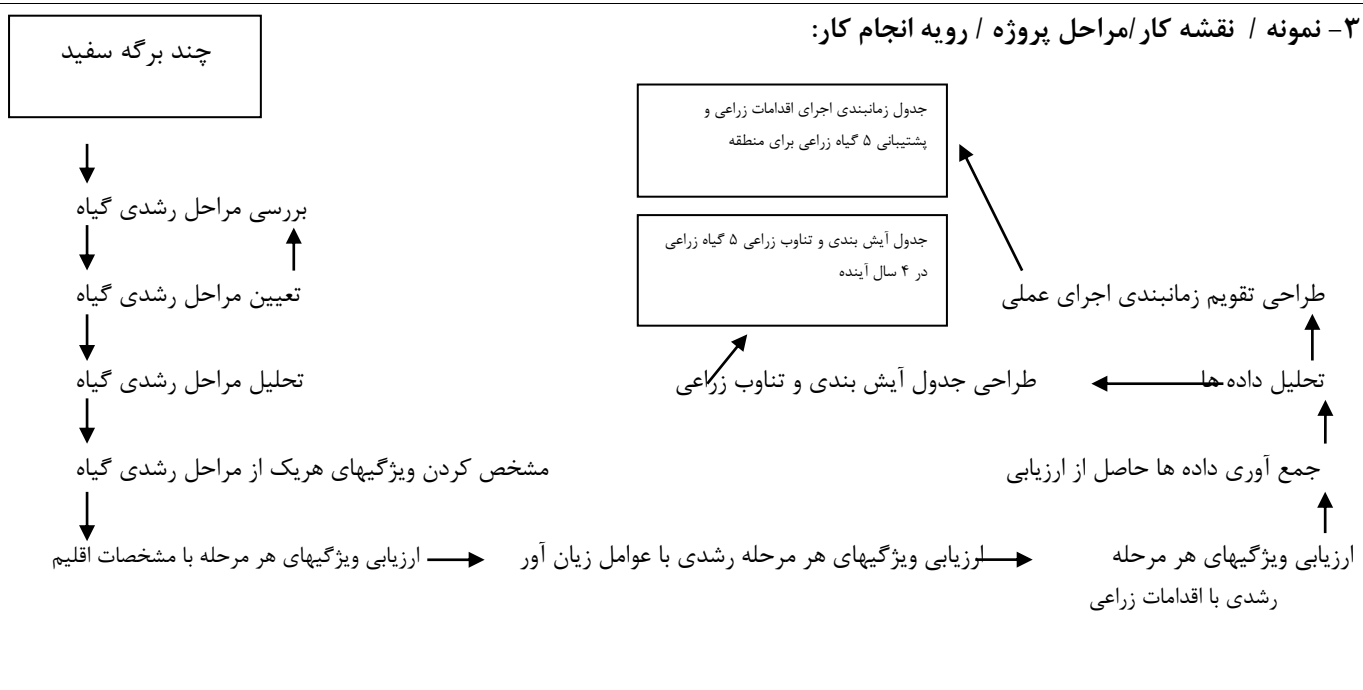 ۳- نمونه / نقشه کار/مراحل پروژه / رویه انجام کار:
چند برگه سفید
بررسی مراحل رشدی گیاه
تعیین مراحل رشدی گیاه
تحلیل مراحل رشدی گیاه
مشخص کردن ویژگیهای هریک از مراحل رشدی گیاه
ارزیابی ویژگیهای هر مرحله با مشخصات اقلیم
ارزیابی ویژگیهای هر مرحله رشدی با عوامل زیان آور
ارزیابی ویژگیهای هر مرحله
رشدی با اقدامات زراعی
جمع آوری داده ها حاصل از ارزیابی
تحلیل داده ها
طراحی جدول آیش بندی و تناوب زراعی
جدول آیش بندی و تناوب زراعی ۵ گیاه زراعی
در ۴ سال آینده
طراحی تقویم زمانبندی اجرای عملی
جدول زمانبندی اجرای اقدامات زراعی و
پشتیبانی ۵ گیاه زراعی برای منطقه